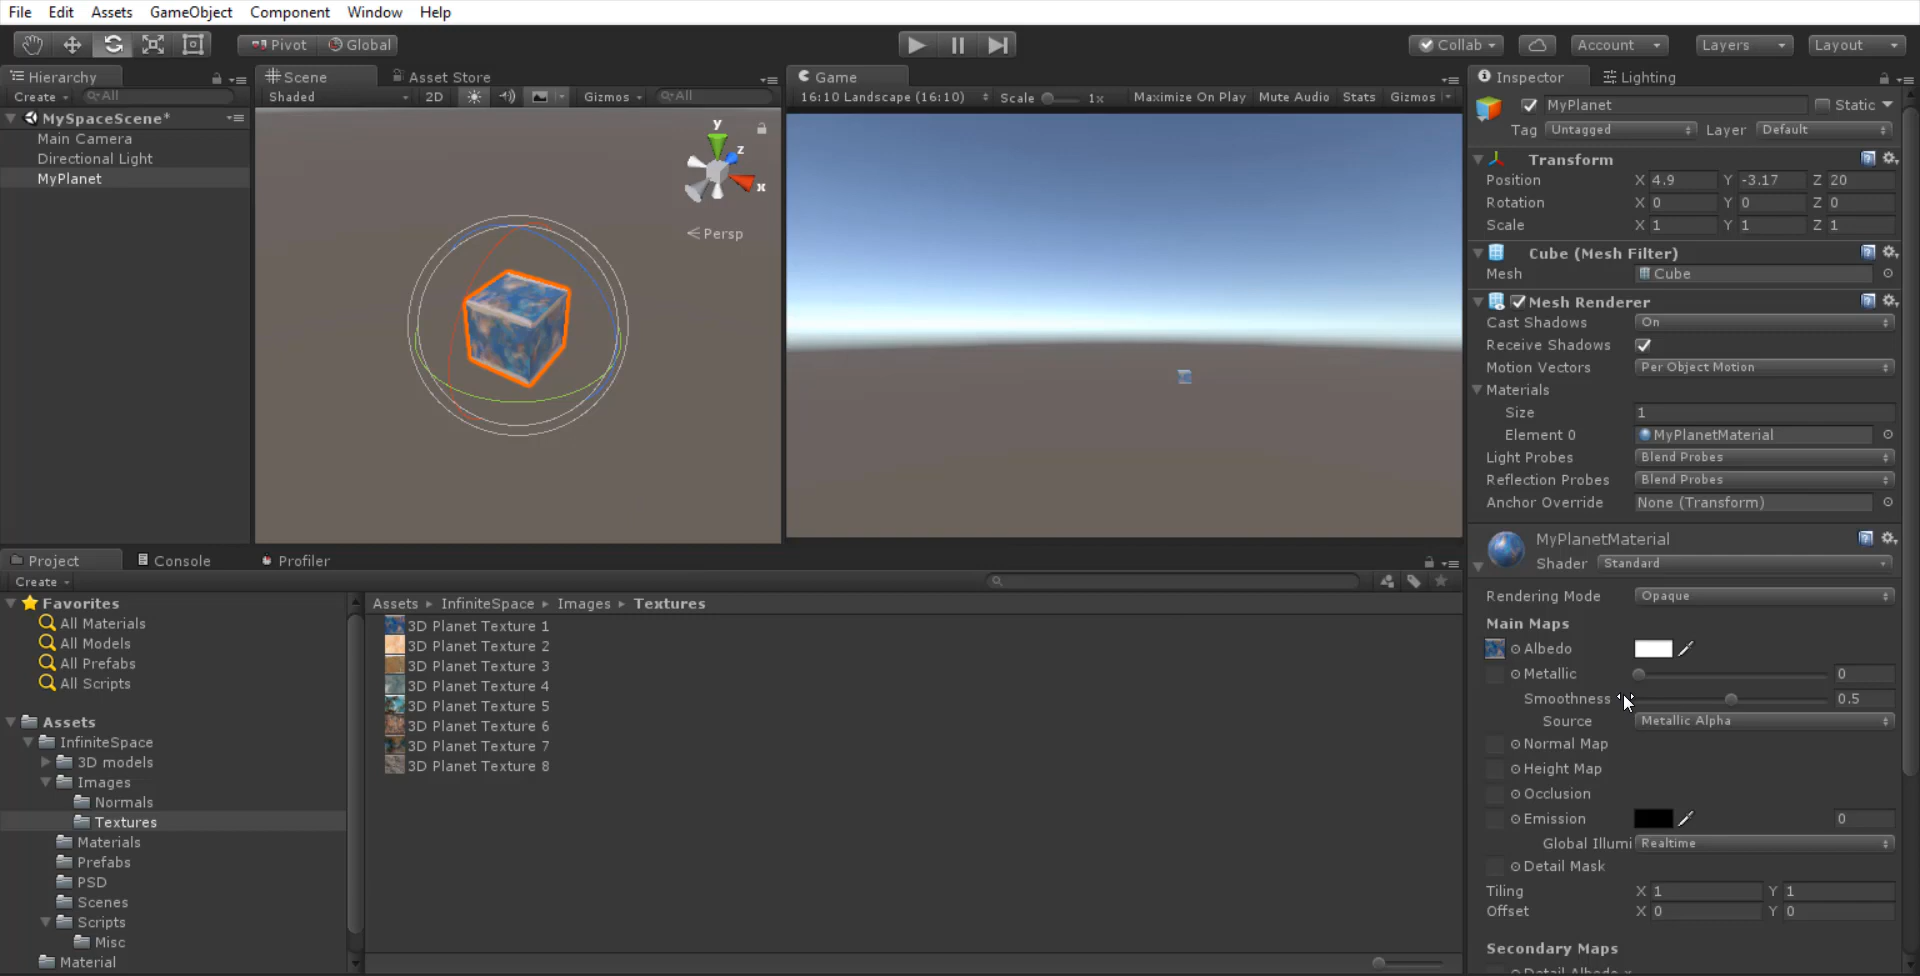 File Edit Assets GameObject Component Window Help
Pivot Global Collab Account Layers Layout
Hierarchy
Create All
MySpaceScene*
Main Camera
Directional Light
MyPlanet
Scene Asset Store
Shaded 2D Gizmos All
y
z
x
Persp
Game
16:10 Landscape (16:10) Scale 1x Maximize On Play Mute Audio Stats Gizmos
Project Console Profiler
Create
Favorites
All Materials
All Models
All Prefabs
All Scripts
Assets
InfiniteSpace
3D models
Images
Normals
Textures
Materials
Prefabs
PSD
Scenes
Scripts
Misc
Material
Assets InfiniteSpace Images Textures
3D Planet Texture 1
3D Planet Texture 2
3D Planet Texture 3
3D Planet Texture 4
3D Planet Texture 5
3D Planet Texture 6
3D Planet Texture 7
3D Planet Texture 8
Inspector Lighting
MyPlanet Static
Tag Untagged Layer Default
Transform
Position X 4.9 Y -3.17 Z 20
Rotation X 0 Y 0 Z 0
Scale X 1 Y 1 Z 1
Cube (Mesh Filter)
Mesh Cube
Mesh Renderer
Cast Shadows On
Receive Shadows
Motion Vectors Per Object Motion
Materials
Size 1
Element 0 MyPlanetMaterial
Light Probes Blend Probes
Reflection Probes Blend Probes
Anchor Override None (Transform)
MyPlanetMaterial
Shader Standard
Rendering Mode Opaque
Main Maps
Albedo
Metallic 0
Smoothness 0.5
Source Metallic Alpha
Normal Map
Height Map
Occlusion
Emission 0
Global Illumi Realtime
Detail Mask
Tiling X 1 Y 1
Offset X 0 Y 0
Secondary Maps